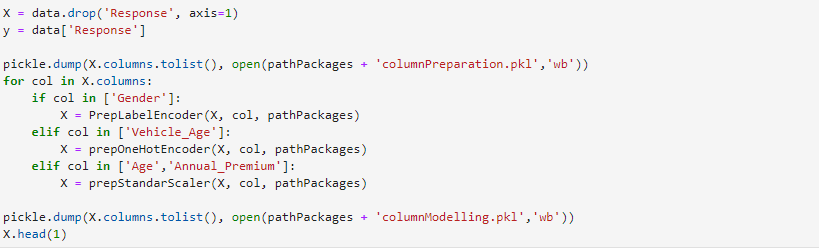 X = data.drop('Response', axis=1)
y = data['Response']
pickle.dump(X.columns.tolist(), open(pathPackages + 'columnPreparation.pkl','wb'))
for col in X.columns:
    if col in ['Gender']:
        X = PrepLabelEncoder(X, col, pathPackages)
    elif col in ['Vehicle_Age']:
        X = prepOneHotEncoder(X, col, pathPackages)
    elif col in ['Age','Annual_Premium']:
        X = prepStandarScaler(X, col, pathPackages)
pickle.dump(X.columns.tolist(), open(pathPackages + 'columnModelling.pkl','wb'))
X.head(1)